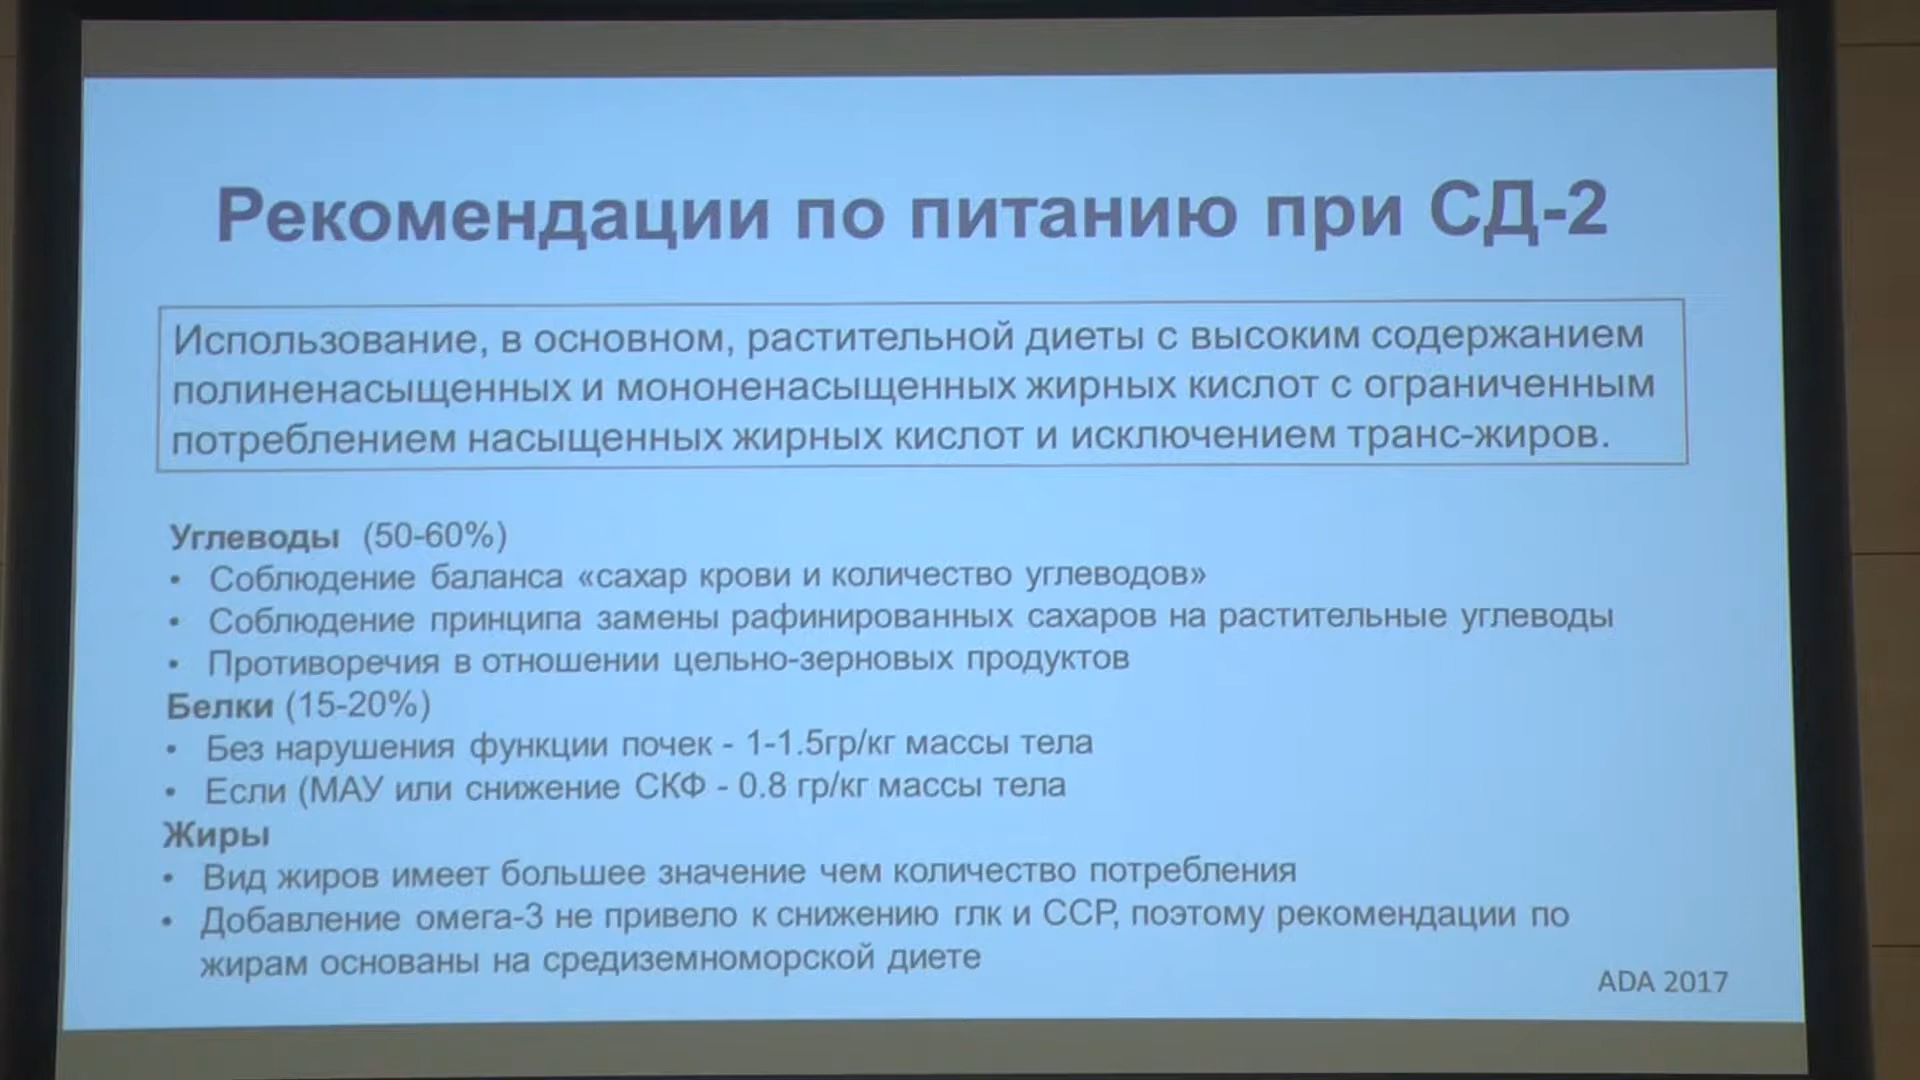 Рекомендации по питанию при СД-2
Использование, в основном, растительной диеты с высоким содержанием
полиненасыщенных и мононенасыщенных жирных кислот с ограниченным
потреблением насыщенных жирных кислот и исключением транс-жиров.
Углеводы (50-60%)
• Соблюдение баланса «сахар крови и количество углеводов»
• Соблюдение принципа замены рафинированных сахаров на растительные углеводы
• Противоречия в отношении цельно-зерновых продуктов
Белки (15-20%)
• Без нарушения функции почек - 1-1.5гр/кг массы тела
• Если (МАУ или снижение СКФ - 0.8 гр/кг массы тела
Жиры
• Вид жиров имеет большее значение чем количество потребления
• Добавление омега-3 не привело к снижению глк и ССР, поэтому рекомендации по
жирам основаны на средиземноморской диете
ADA 2017